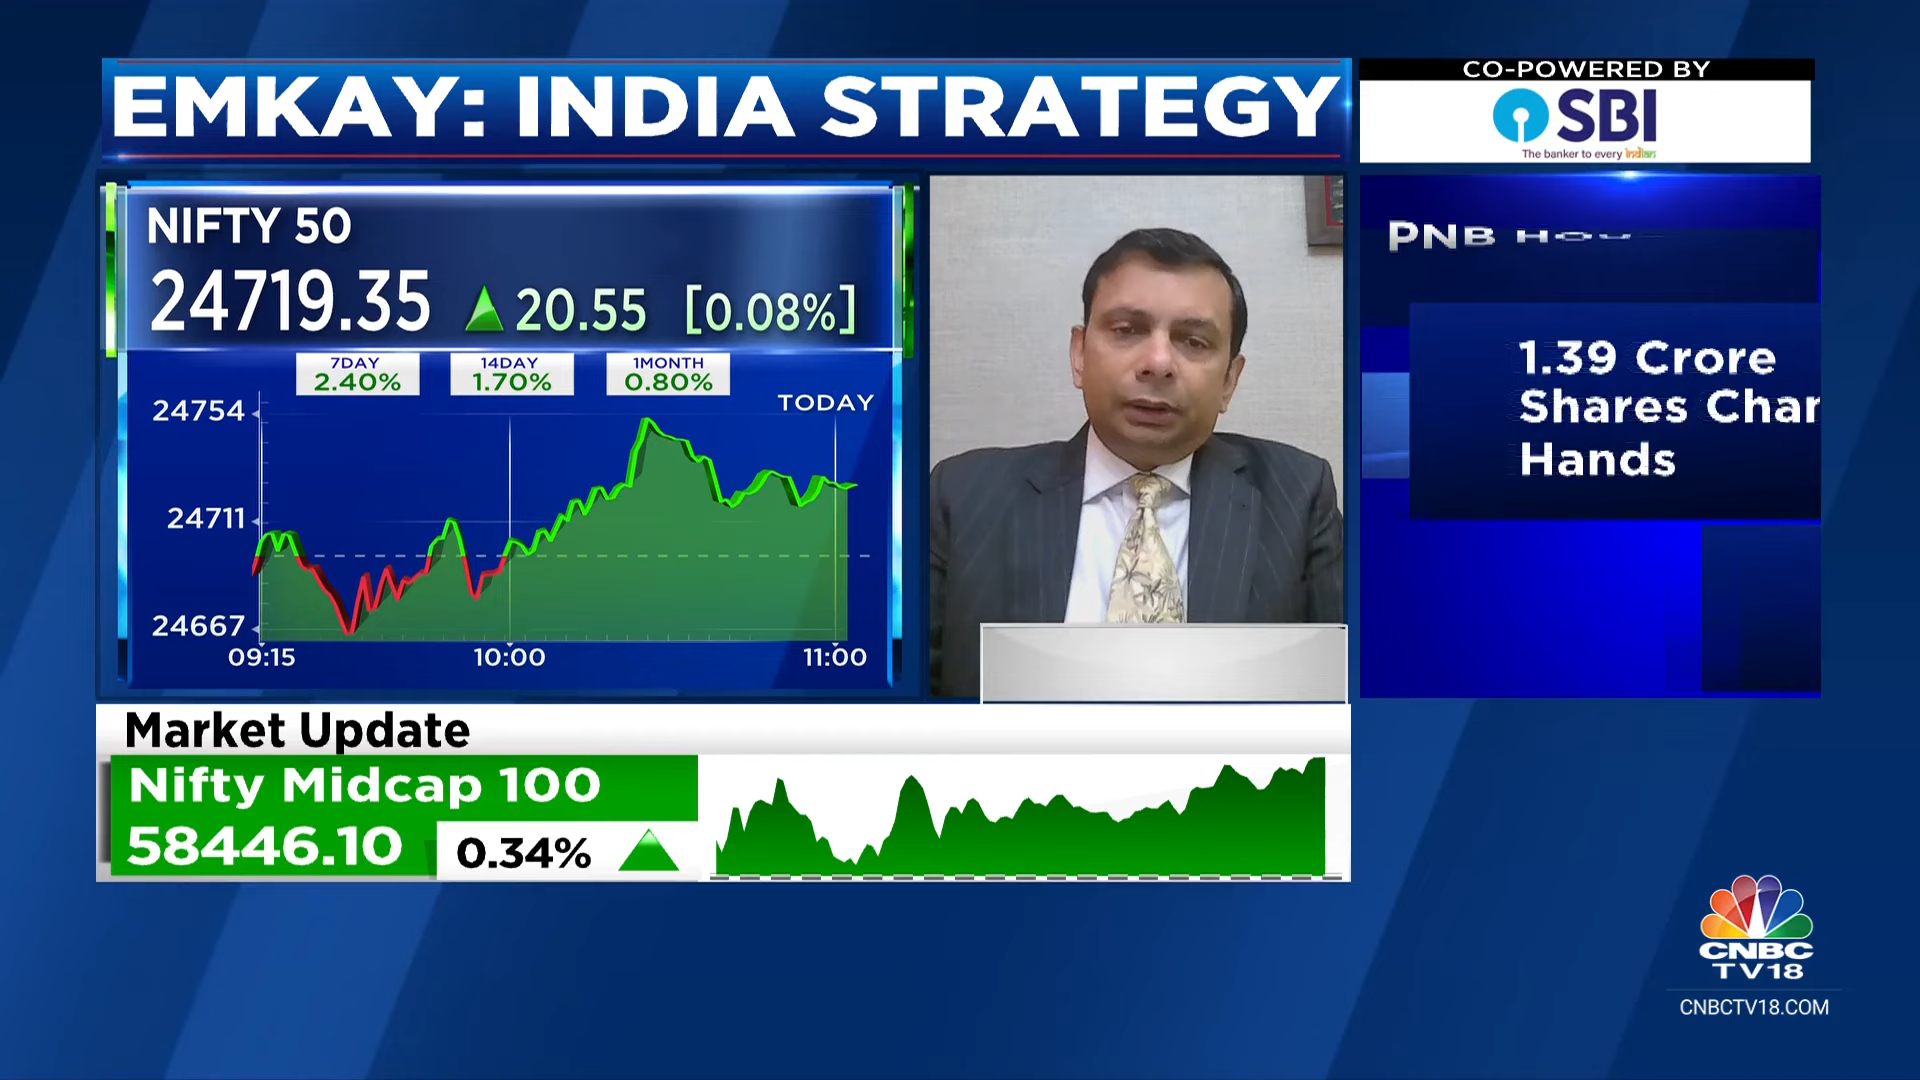 EMKAY: INDIA STRATEGY
CO-POWERED BY
SBI
The banker to every indian
NIFTY 50
24719.35 ▲ 20.55 [0.08%]
7DAY
2.40%
14DAY
1.70%
1MONTH
0.80%
TODAY
24754
24711
24667
09:15 10:00 11:00
PNB
1.39 Crore
Shares
Hands
Market Update
Nifty Midcap 100
58446.10 0.34%
CNBC
TV18
CNBCTV18.COM